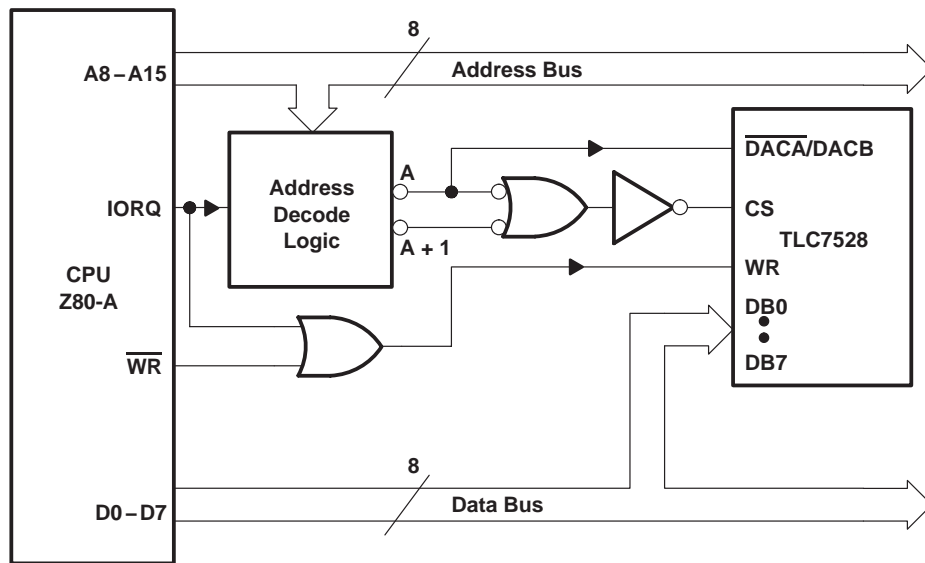 8
A8–A15
Address Bus
DACA/DACB
A
Address
Decode
Logic
IORQ
CS
A + 1
TLC7528
CPU
Z80-A
WR
DB0
WR
DB7
8
D0–D7
Data Bus